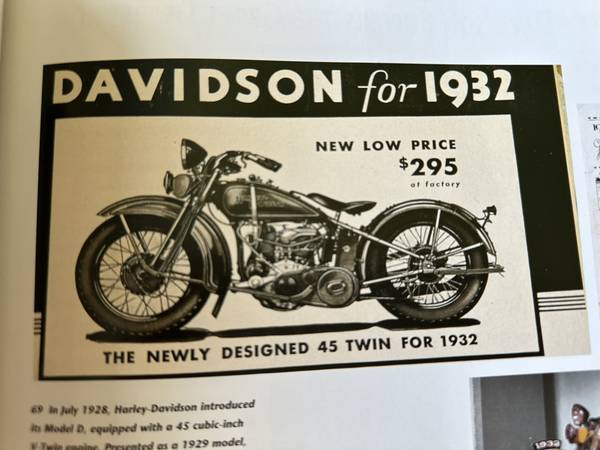 DAVIDSON for 1932
NEW LOW PRICE
$295
at factory
THE NEWLY DESIGNED 45 TWIN FOR 1932
69 In July 1928, Harley-Davidson introduced
its Model D, equipped with a 45 cubic-inch
V-Twin engine. Presented as a 1929 model,
1932